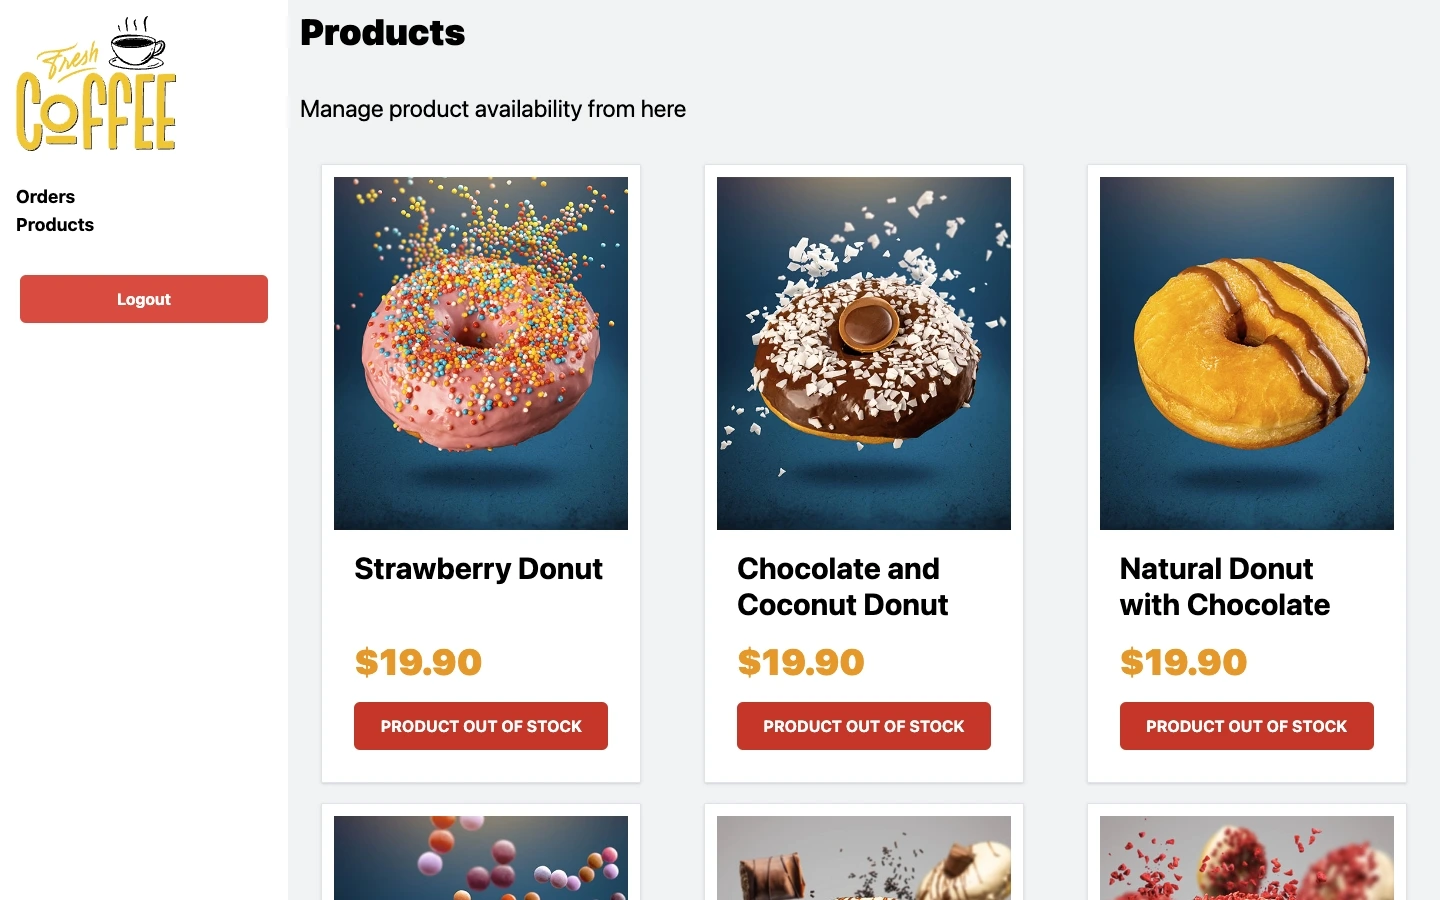 Fresh
COFFEE
Orders
Products
Logout
Products
Manage product availability from here
Strawberry Donut
$19.90
PRODUCT OUT OF STOCK
Chocolate and
Coconut Donut
$19.90
PRODUCT OUT OF STOCK
Natural Donut
with Chocolate
$19.90
PRODUCT OUT OF STOCK